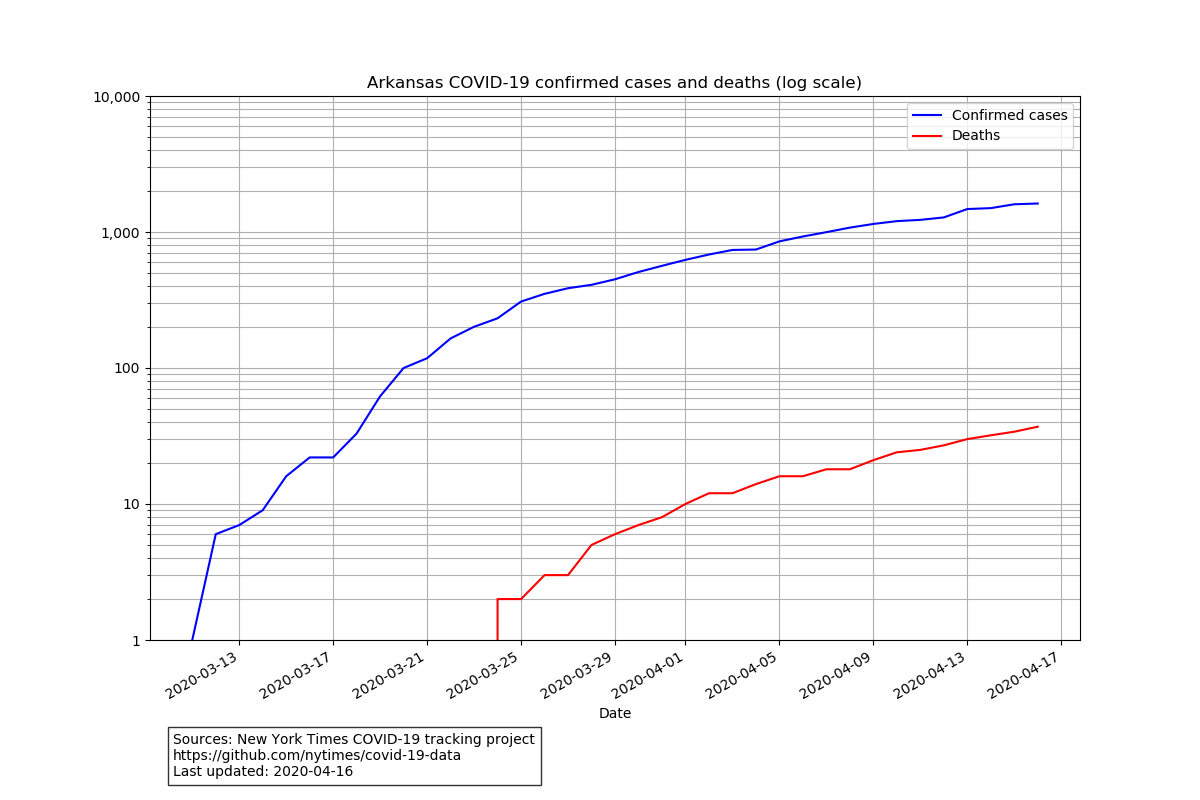 Arkansas COVID-19 confirmed cases and deaths (log scale)
10,000
1,000
100
10
1
Confirmed cases
Deaths
2020-03-13
2020-03-17
2020-03-21
2020-03-25
2020-03-29
2020-04-01
2020-04-05
2020-04-09
2020-04-13
2020-04-17
Date
Sources: New York Times COVID-19 tracking project
https://github.com/nytimes/covid-19-data
Last updated: 2020-04-16